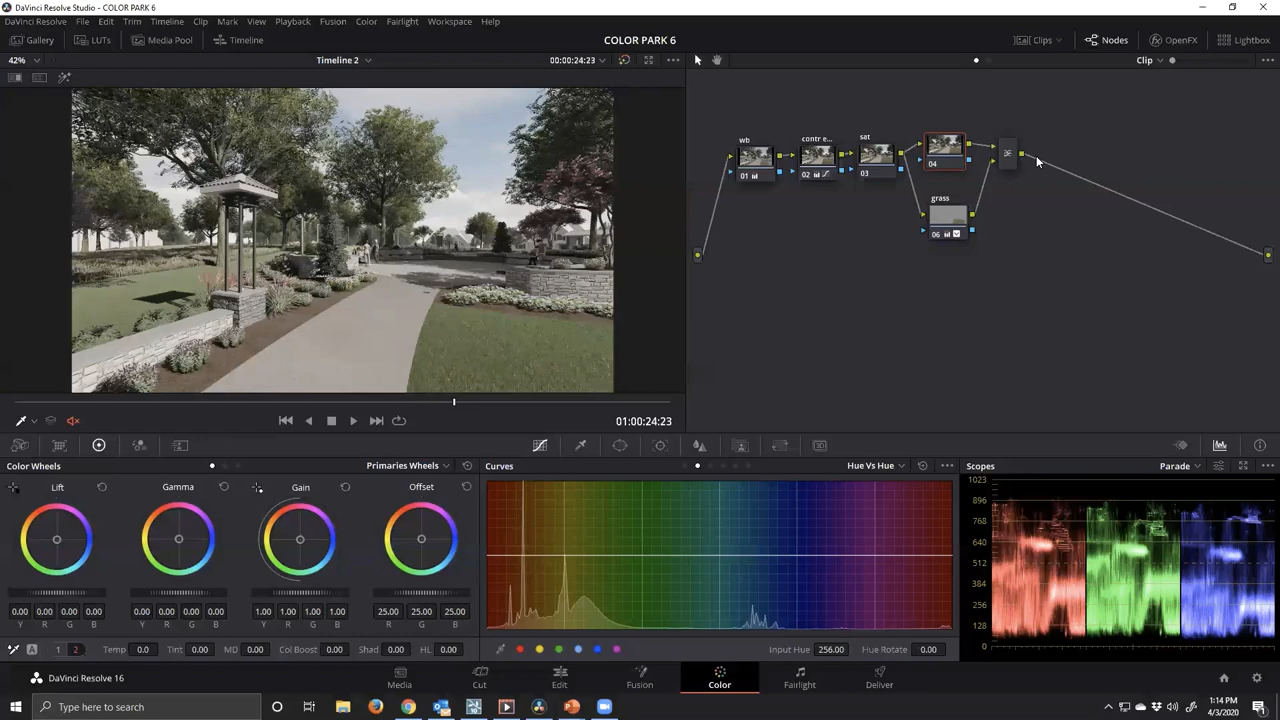 DaVinci Resolve Studio - COLOR PARK 6
DaVinci Resolve File Edit Trim Timeline Clip Mark View Playback Fusion Color Fairlight Workspace Help
Gallery LUTs Media Pool Timeline COLOR PARK 6 Clips Nodes OpenFX Lightbox
42% Timeline 2 00:00:24:23 Clip
wb contr e... sat
01 02 03 04
grass
06
01:00:24:23
Color Wheels Primaries Wheels Curves Hue Vs Hue Scopes Parade
Lift Gamma Gain Offset
1023
896
768
640
512
384
256
128
0
0.00 0.00 0.00 0.00 0.00 0.00 0.00 0.00 1.00 1.00 1.00 1.00 25.00 25.00 25.00
Y R G B Y R G B Y R G B R G B
A 1 2 Temp 0.0 Tint 0.00 MD 0.00 Col Boost 0.00 Shad 0.00 HL 0.00 Input Hue 256.00 Hue Rotate 0.00
DaVinci Resolve 16 Media Cut Edit Fusion Color Fairlight Deliver
Type here to search
1:14 PM
4/3/2020